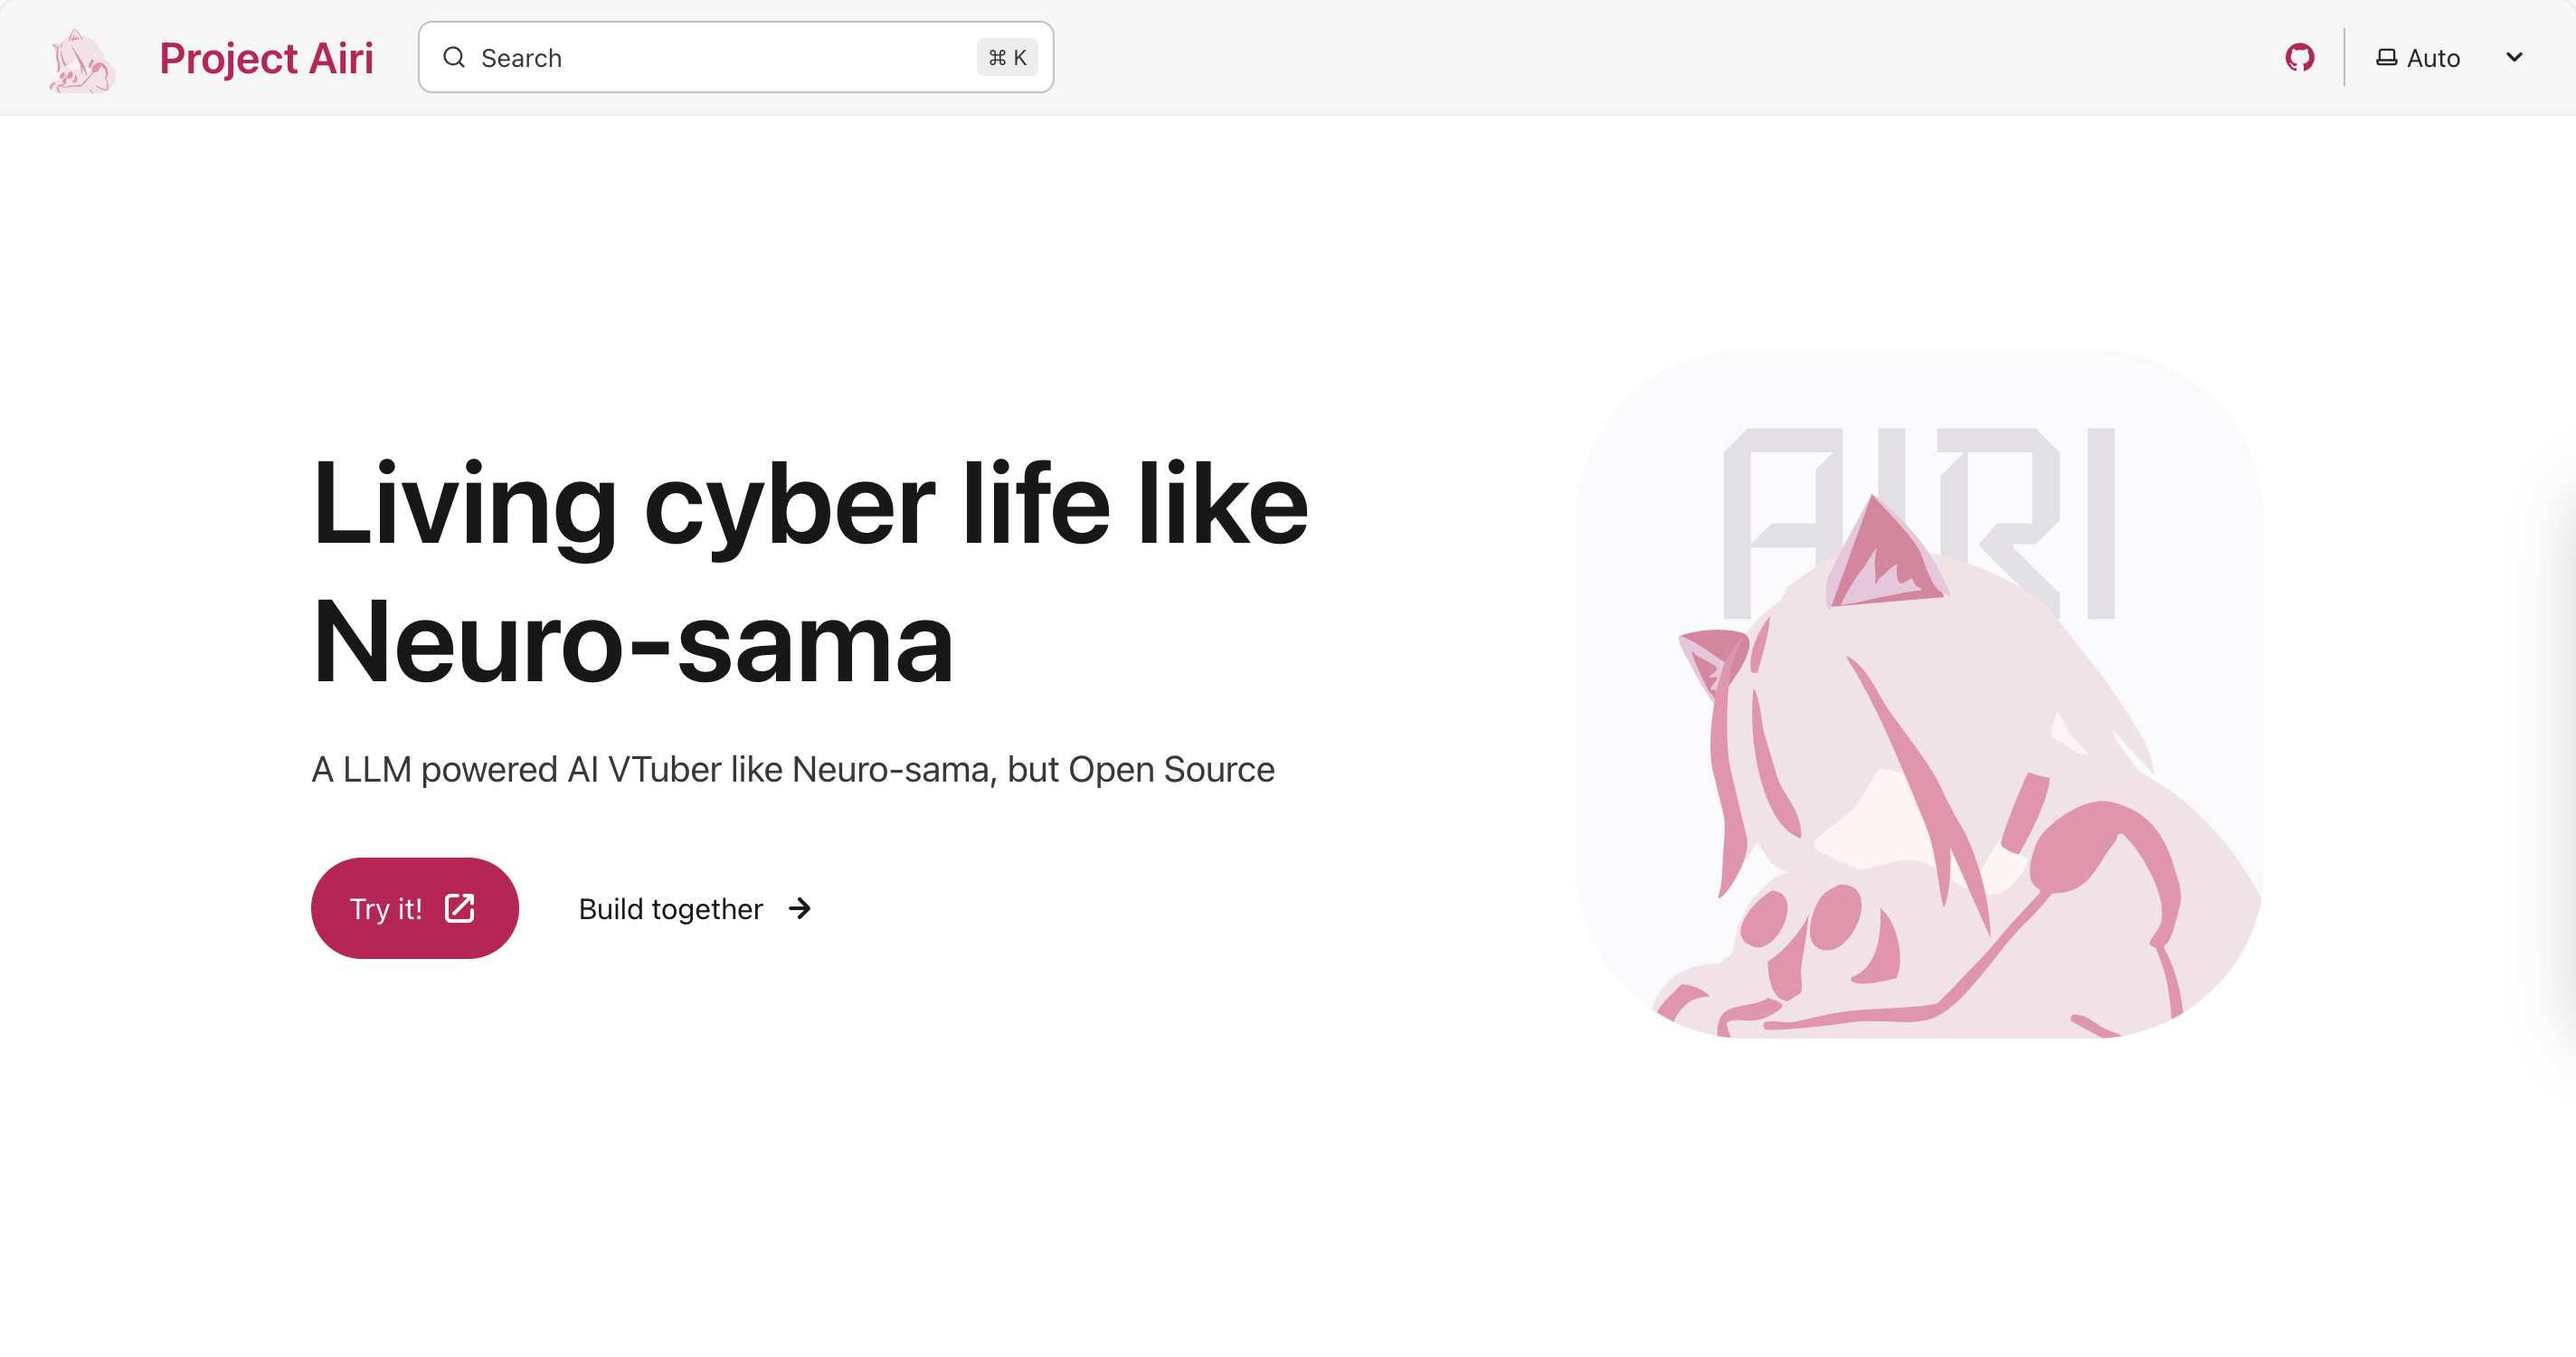 Project Airi
Search
⌘ K
Auto
AIRI
Living cyber life like
Neuro-sama
A LLM powered AI VTuber like Neuro-sama, but Open Source
Try it!
Build together